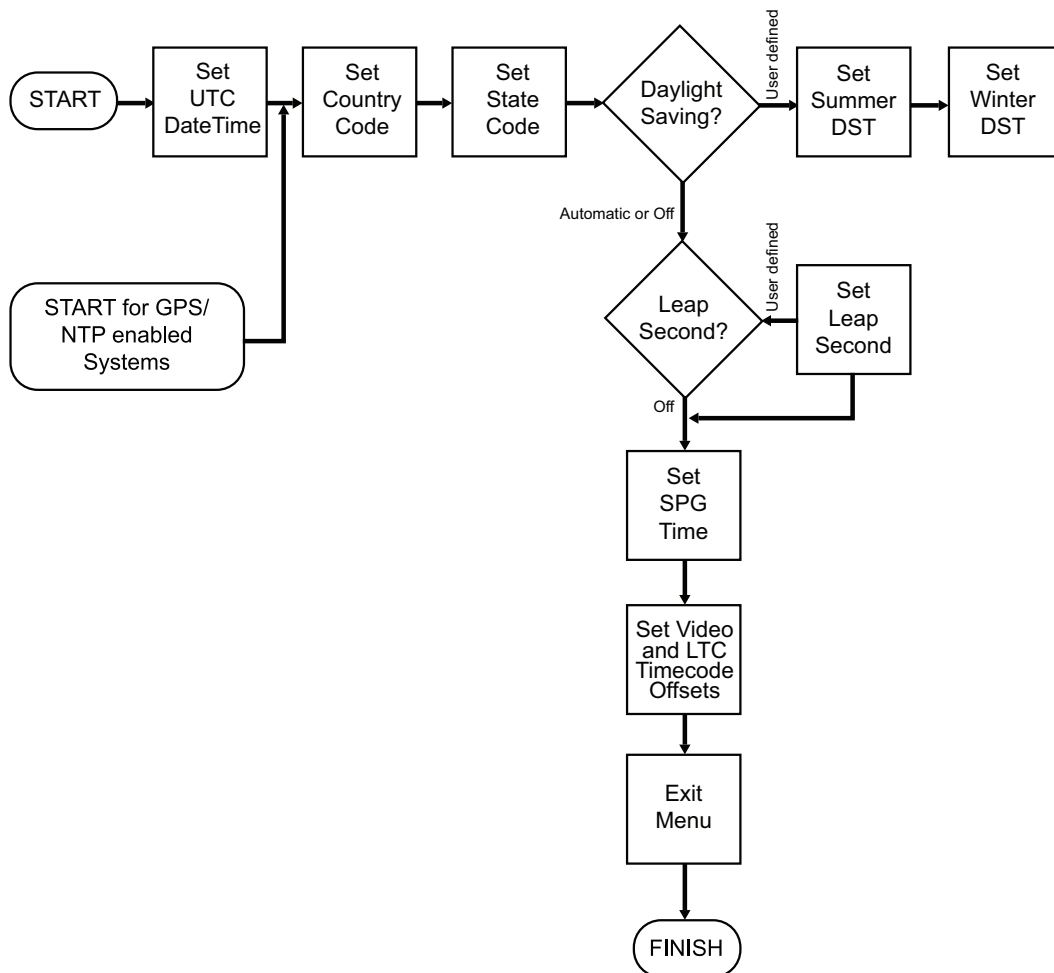 START
Set
UTC
DateTime
Set
Country
Code
Set
State
Code
Daylight
Saving?
User defined
Set
Summer
DST
Set
Winter
DST
Automatic or Off
START for GPS/
NTP enabled
Systems
Leap
Second?
User defined
Set
Leap
Second
Off
Set
SPG
Time
Set Video
and LTC
Timecode
Offsets
Exit
Menu
FINISH